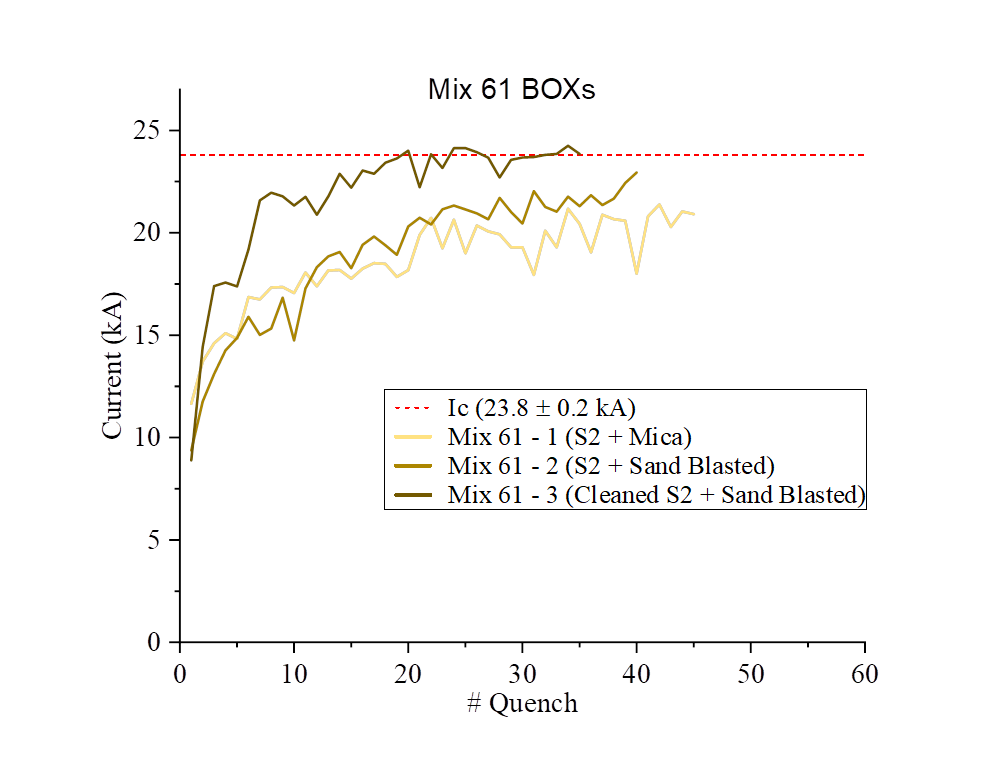 Mix 61 BOXs
25
20
15
10
5
0
Current (kA)
Ic (23.8 ± 0.2 kA)
Mix 61 - 1 (S2 + Mica)
Mix 61 - 2 (S2 + Sand Blasted)
Mix 61 - 3 (Cleaned S2 + Sand Blasted)
0 10 20 30 40 50 60
# Quench